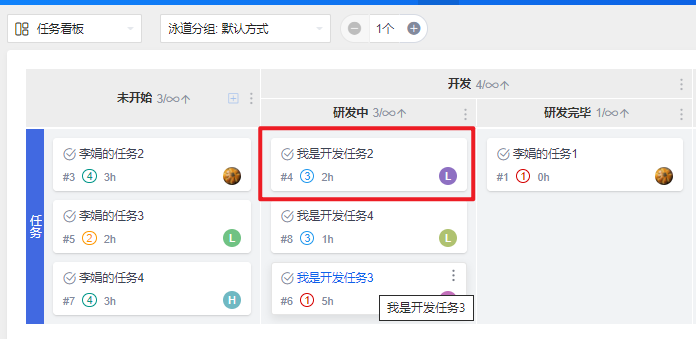 任务看板
泳道分组: 默认方式
1个
未开始 3/∞↑
开发 4/∞↑
研发中 3/∞↑
研发完毕 1/∞↑
任务
李娟的任务2
#3 4 3h
李娟的任务3
#5 2 2h L
李娟的任务4
#7 4 3h H
我是开发任务2
#4 3 2h L
我是开发任务4
#8 3 1h L
我是开发任务3
#6 1 5h
我是开发任务3
李娟的任务1
#1 1 0h